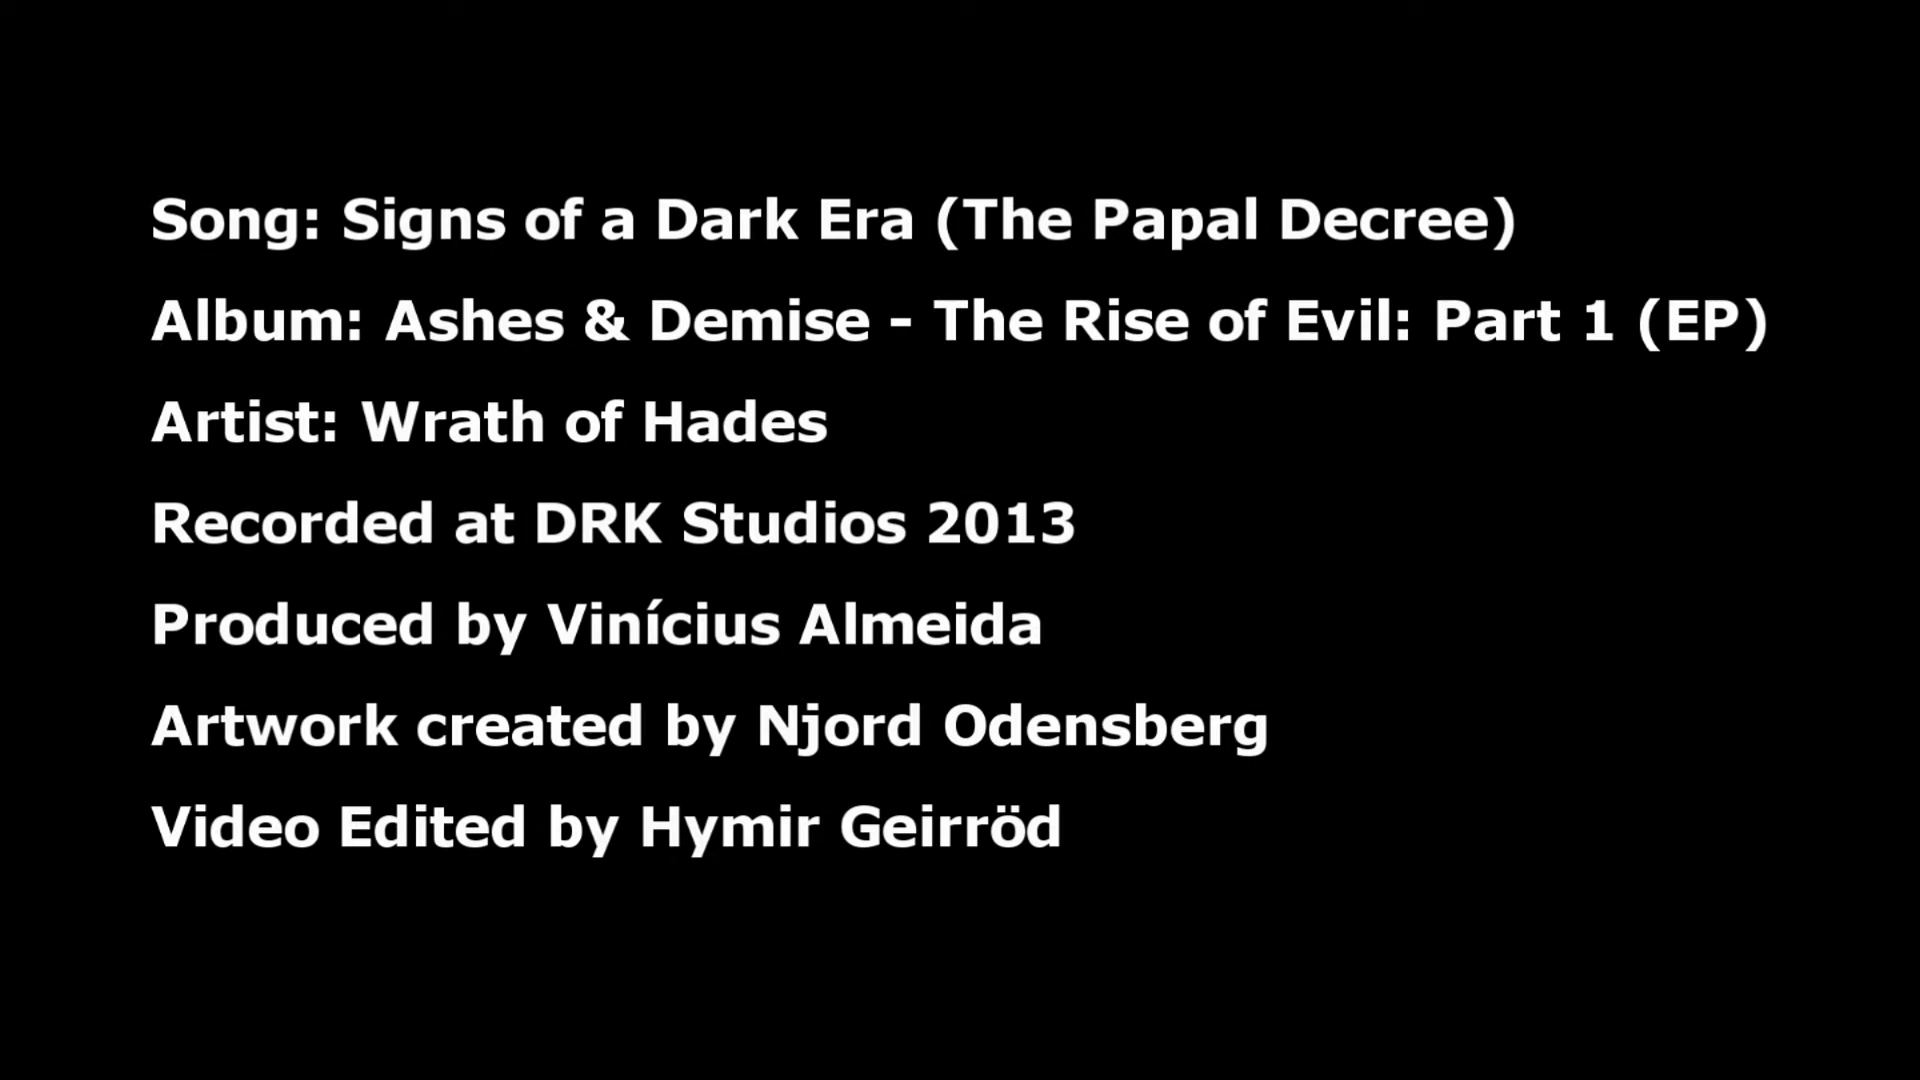 Song: Signs of a Dark Era (The Papal Decree)
Album: Ashes & Demise - The Rise of Evil: Part 1 (EP)
Artist: Wrath of Hades
Recorded at DRK Studios 2013
Produced by Vinícius Almeida
Artwork created by Njord Odensberg
Video Edited by Hymir Geirröd